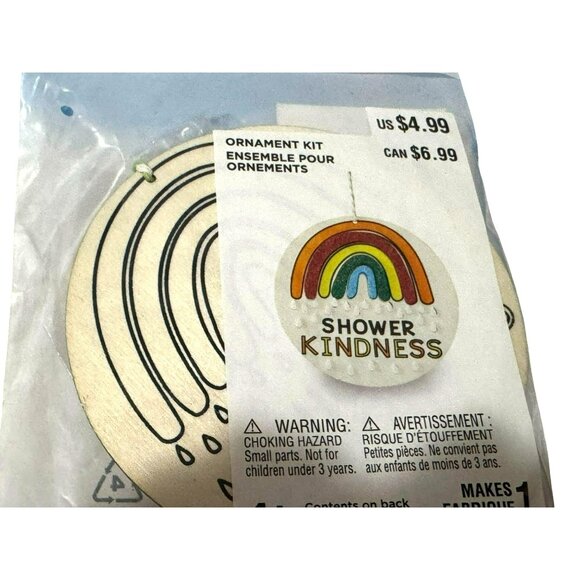 US $4.99
CAN $6.99
ORNAMENT KIT
ENSEMBLE POUR
ORNEMENTS
SHOWER
KINDNESS
⚠ WARNING:
CHOKING HAZARD
Small parts. Not for
children under 3 years.
⚠ AVERTISSEMENT :
RISQUE D'ÉTOUFFEMENT
Petites pièces. Ne convient pas
aux enfants de moins de 3 ans.
Contents on back
MAKES 1
FABRIQUE
4